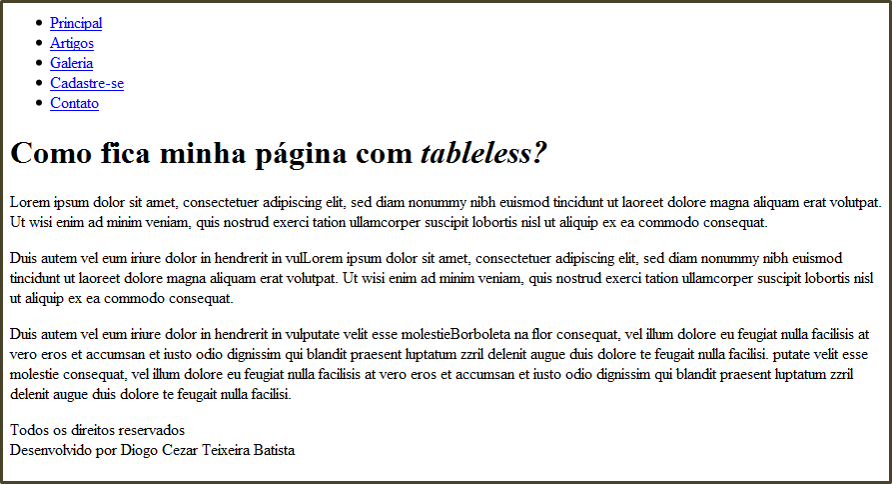 Principal
Artigos
Galeria
Cadastre-se
Contato
Como fica minha página com tableless?
Lorem ipsum dolor sit amet, consectetuer adipiscing elit, sed diam nonummy nibh euismod tincidunt ut laoreet dolore magna aliquam erat volutpat.
Ut wisi enim ad minim veniam, quis nostrud exerci tation ullamcorper suscipit lobortis nisl ut aliquip ex ea commodo consequat.
Duis autem vel eum iriure dolor in hendrerit in vulLorem ipsum dolor sit amet, consectetuer adipiscing elit, sed diam nonummy nibh euismod
tincidunt ut laoreet dolore magna aliquam erat volutpat. Ut wisi enim ad minim veniam, quis nostrud exerci tation ullamcorper suscipit lobortis nisl
ut aliquip ex ea commodo consequat.
Duis autem vel eum iriure dolor in hendrerit in vulputate velit esse molestieBorboleta na flor consequat, vel illum dolore eu feugiat nulla facilisis at
vero eros et accumsan et iusto odio dignissim qui blandit praesent luptatum zzril delenit augue duis dolore te feugait nulla facilisi. putate velit esse
molestie consequat, vel illum dolore eu feugiat nulla facilisis at vero eros et accumsan et iusto odio dignissim qui blandit praesent luptatum zzril
delenit augue duis dolore te feugait nulla facilisi.
Todos os direitos reservados
Desenvolvido por Diogo Cezar Teixeira Batista